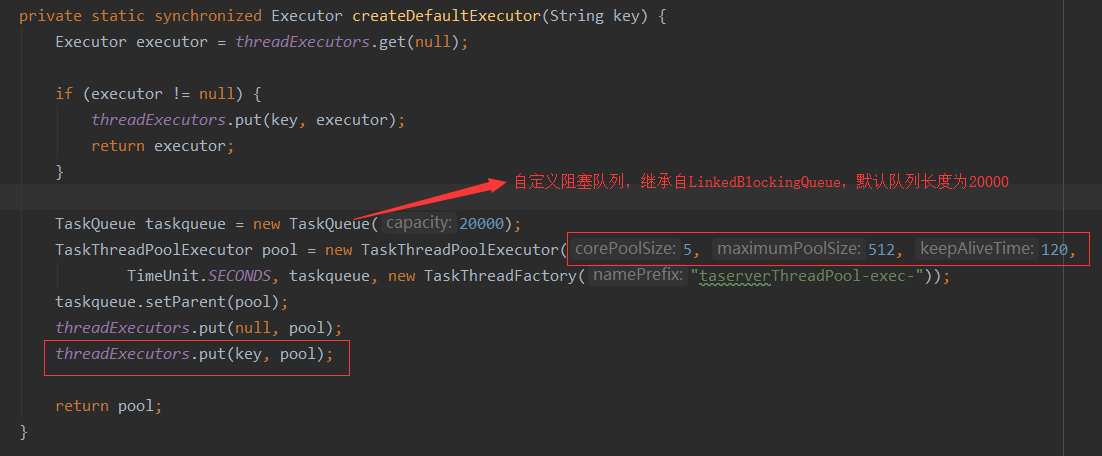 private static synchronized Executor createDefaultExecutor(String key) {
Executor executor = threadExecutors.get(null);
if (executor != null) {
threadExecutors.put(key, executor);
return executor;
}
自定义阻塞队列，继承自LinkedBlockingQueue，默认队列长度为20000
TaskQueue taskqueue = new TaskQueue( capacity: 20000);
TaskThreadPoolExecutor pool = new TaskThreadPoolExecutor( corePoolSize: 5, maximumPoolSize: 512, keepAliveTime: 120,
TimeUnit.SECONDS, taskqueue, new TaskThreadFactory( namePrefix: "taserverThreadPool-exec-"));
taskqueue.setParent(pool);
threadExecutors.put(null, pool);
threadExecutors.put(key, pool);
return pool;
}